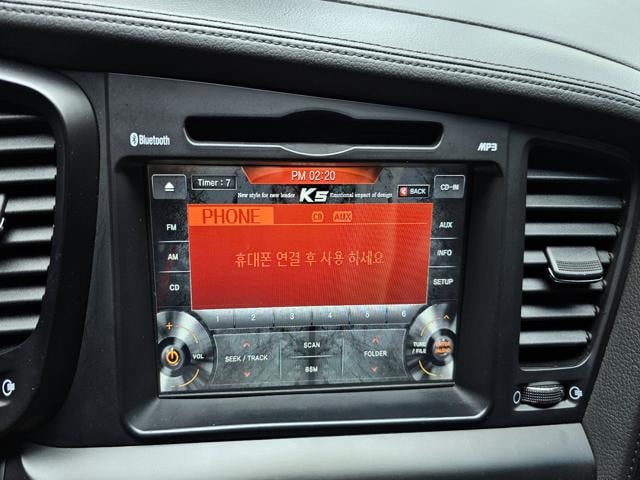 Bluetooth
MP3
PM 02:20
Timer : 7
New style for new leader
K5
Emotional impact of design
BACK
CD-IN
PHONE
CD
AUX
휴대폰 연결 후 사용 하세요
FM
AM
CD
AUX
INFO
SETUP
1 2 3 4 5 6
VOL
SEEK / TRACK
SCAN
BSM
FOLDER
TUNE
/ FILE